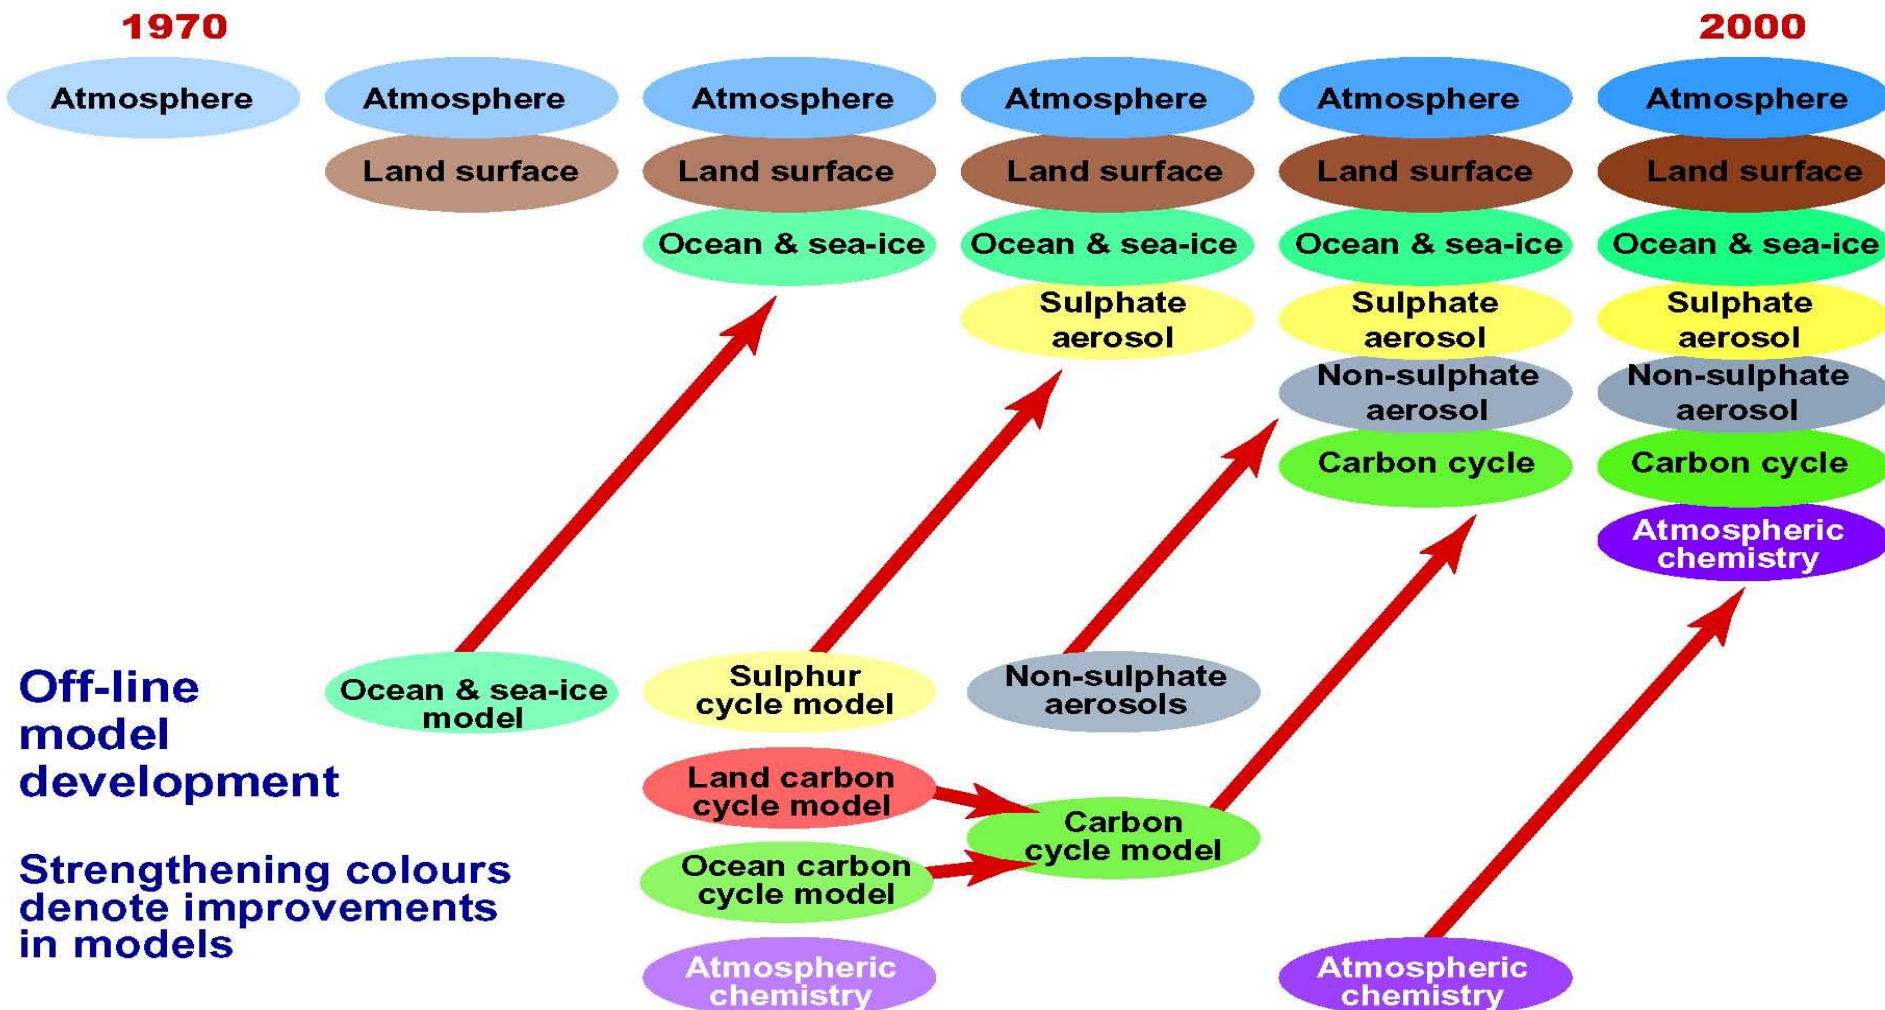 1970
2000
Atmosphere
Atmosphere
Atmosphere
Atmosphere
Atmosphere
Atmosphere
Land surface
Land surface
Land surface
Land surface
Land surface
Ocean & sea-ice
Ocean & sea-ice
Ocean & sea-ice
Ocean & sea-ice
Sulphate
aerosol
Sulphate
aerosol
Sulphate
aerosol
Non-sulphate
aerosol
Non-sulphate
aerosol
Carbon cycle
Carbon cycle
Atmospheric
chemistry
Off-line
model
development
Ocean & sea-ice
model
Sulphur
cycle model
Non-sulphate
aerosols
Land carbon
cycle model
Carbon
cycle model
Ocean carbon
cycle model
Strengthening colours
denote improvements
in models
Atmospheric
chemistry
Atmospheric
chemistry